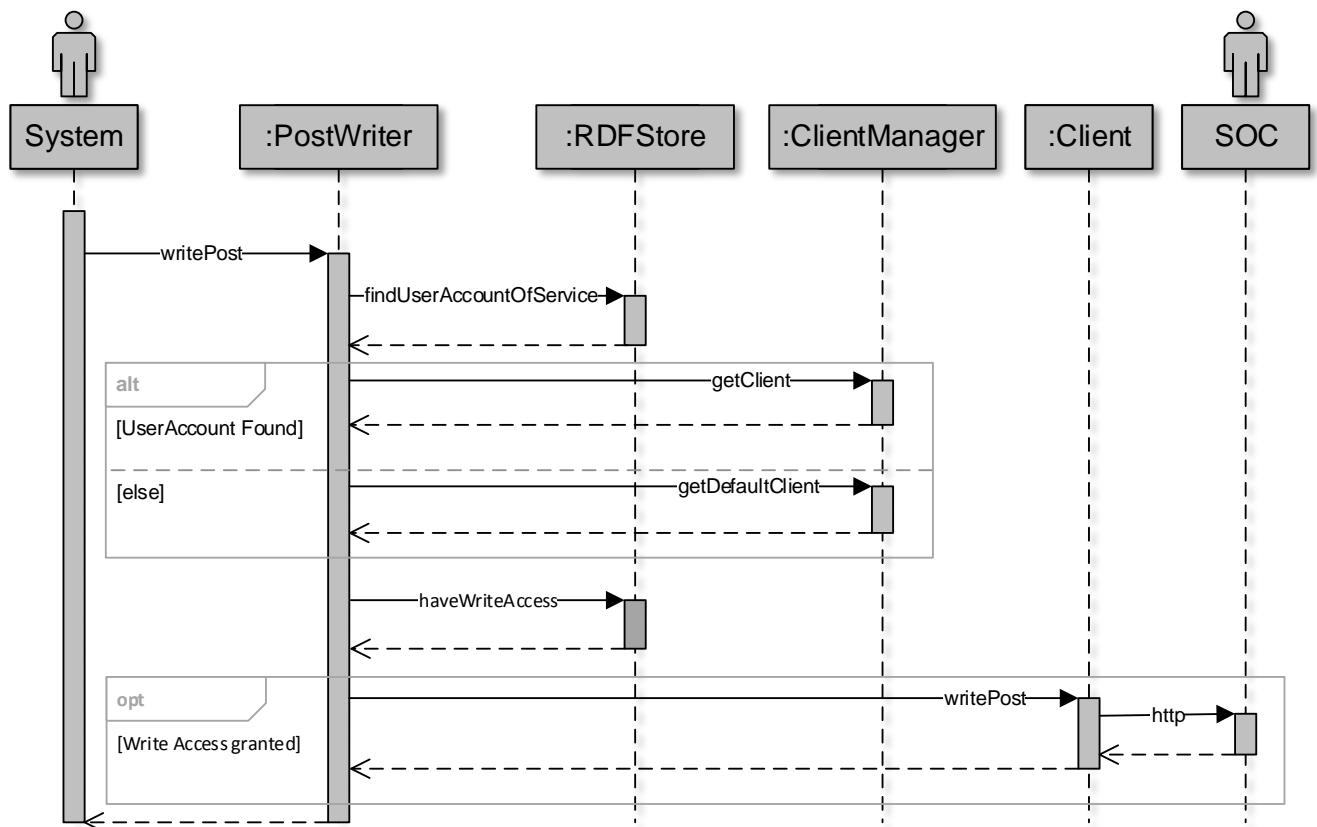 System
:PostWriter
:RDFStore
:ClientManager
:Client
SOC
writePost
findUserAccountOfService
alt
getClient
[UserAccount Found]
[else]
getDefaultClient
haveWriteAccess
opt
writePost
http
[Write Access granted]